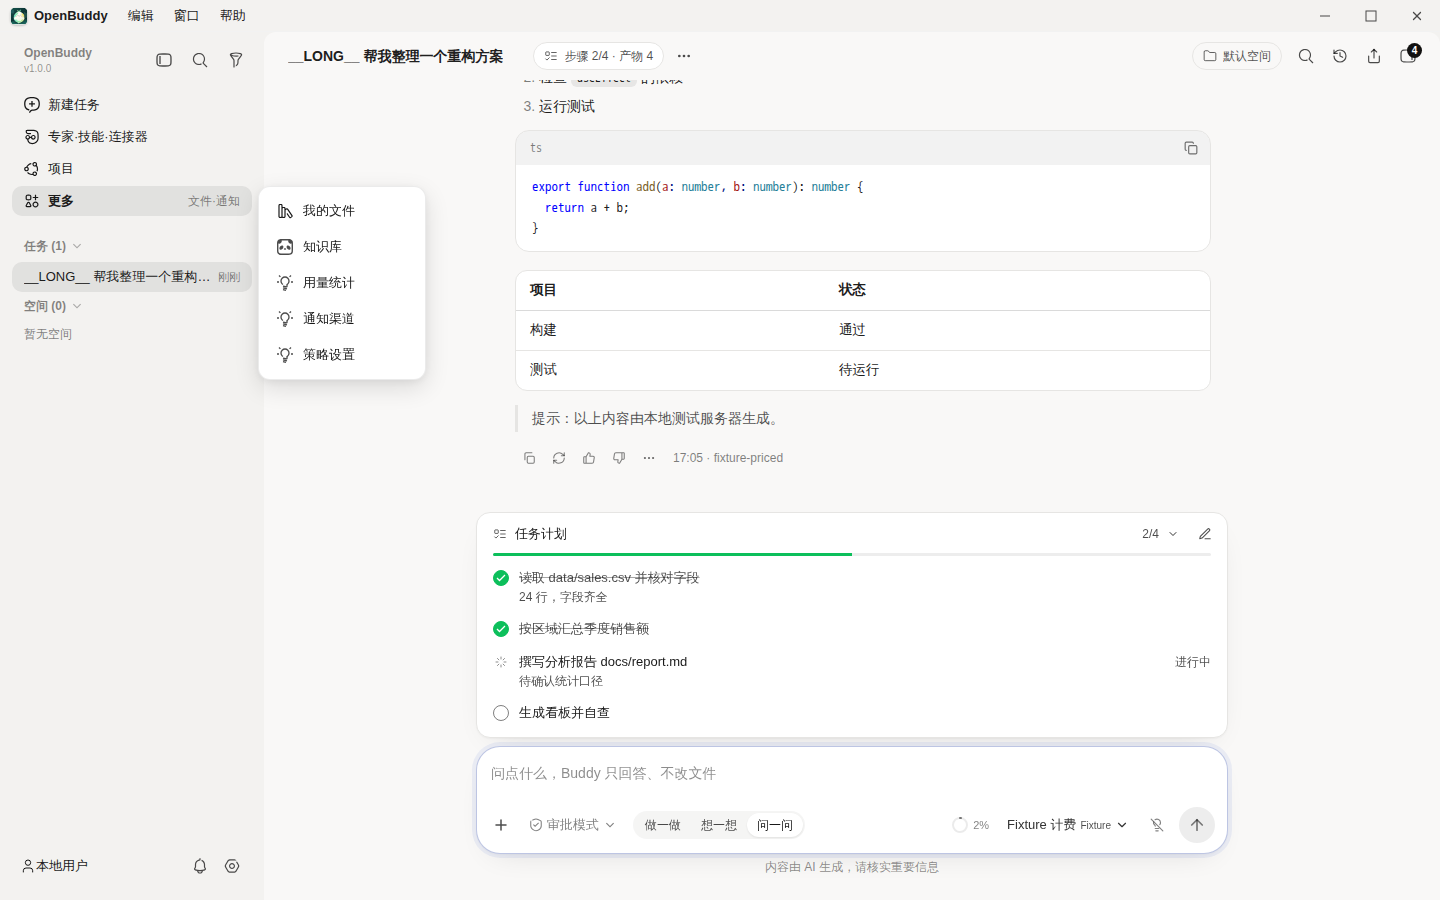 OpenBuddy 编辑 窗口 帮助
OpenBuddy
v1.0.0
新建任务
专家·技能·连接器
项目
更多 文件·通知
任务 (1)
__LONG__ 帮我整理一个重构… 刚刚
空间 (0)
暂无空间
本地用户
我的文件
知识库
用量统计
通知渠道
策略设置
__LONG__ 帮我整理一个重构方案 步骤 2/4 · 产物 4 默认空间 4
3. 运行测试
ts
export function add(a: number, b: number): number {
return a + b;
}
项目 状态
构建 通过
测试 待运行
提示：以上内容由本地测试服务器生成。
17:05 · fixture-priced
任务计划 2/4
读取 data/sales.csv 并核对字段
24 行，字段齐全
按区域汇总季度销售额
撰写分析报告 docs/report.md 进行中
待确认统计口径
生成看板并自查
问点什么，Buddy 只回答、不改文件
审批模式 做一做 想一想 问一问 2% Fixture 计费 Fixture
内容由 AI 生成，请核实重要信息